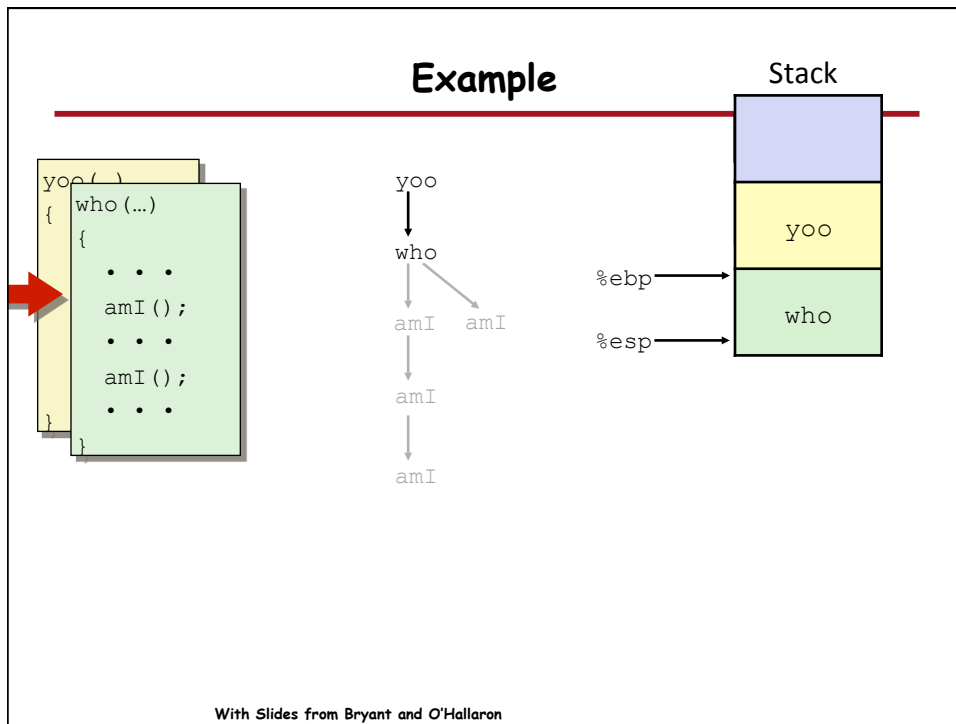 Example
Stack
yoo(…)
{
}
who(…)
{
• • •
amI();
• • •
amI();
• • •
}
yoo
who
amI amI
amI
amI
yoo
%ebp
who
%esp
With Slides from Bryant and O'Hallaron